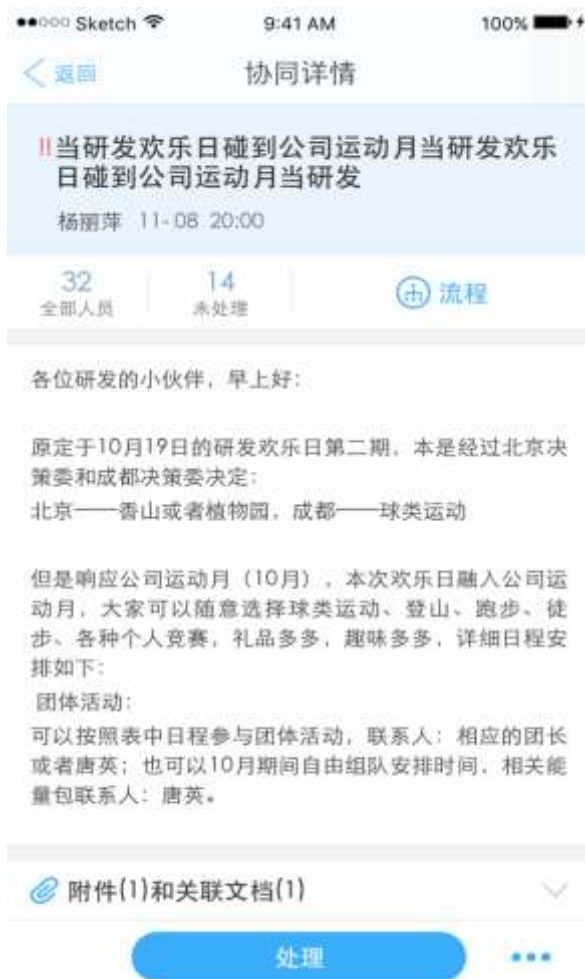 Sketch 9:41 AM 100%
返回 协同详情
!!当研发欢乐日碰到公司运动月当研发欢乐
日碰到公司运动月当研发
杨丽萍 11-08 20:00
32 14 流程
全部人员 未处理
各位研发的小伙伴，早上好：
原定于10月19日的研发欢乐日第二期，本是经过北京决
策委和成都决策委决定：
北京——香山或者植物园，成都——球类运动
但是响应公司运动月（10月），本次欢乐日融入公司运
动月，大家可以随意选择球类运动、登山、跑步、徒
步、各种个人竞赛，礼品多多，趣味多多，详细日程安
排如下：
团体活动：
可以按照表中日程参与团体活动，联系人：相应的团长
或者唐英；也可以10月期间自由组队安排时间，相关能
量包联系人：唐英。
附件(1)和关联文档(1)
处理